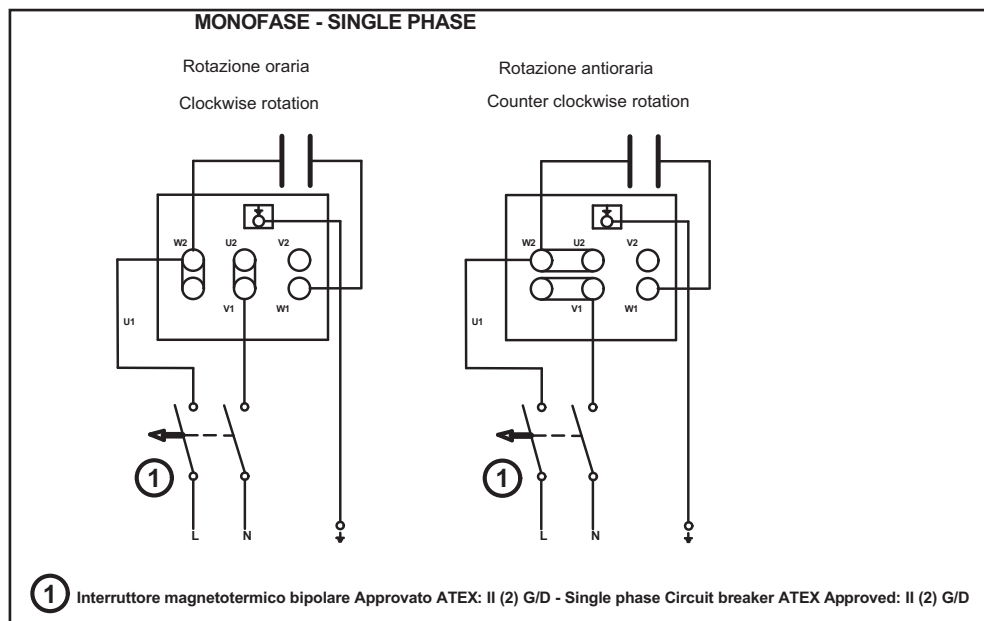 MONOFASE - SINGLE PHASE
Rotazione oraria
Clockwise rotation
W2 U2 V2
U1 V1 W1
1
L N
Rotazione antioraria
Counter clockwise rotation
W2 U2 V2
U1 V1 W1
1
L N
1 Interruttore magnetotermico bipolare Approvato ATEX: II (2) G/D - Single phase Circuit breaker ATEX Approved: II (2) G/D